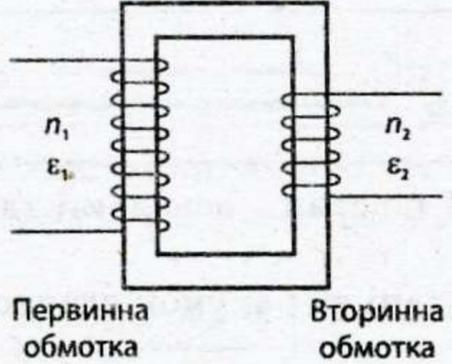 n₁
ε₁
n₂
ε₂
Первинна
обмотка
Вторинна
обмотка